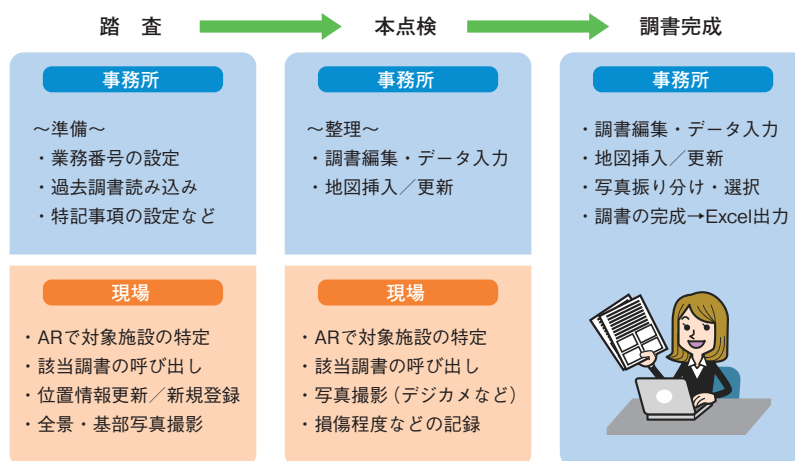 踏　査
本点検
調書完成
事務所
～準備～
・業務番号の設定
・過去調書読み込み
・特記事項の設定など
現場
・ARで対象施設の特定
・該当調書の呼び出し
・位置情報更新／新規登録
・全景・基部写真撮影
事務所
～整理～
・調書編集・データ入力
・地図挿入／更新
現場
・ARで対象施設の特定
・該当調書の呼び出し
・写真撮影（デジカメなど）
・損傷程度などの記録
事務所
・調書編集・データ入力
・地図挿入／更新
・写真振り分け・選択
・調書の完成→Excel出力